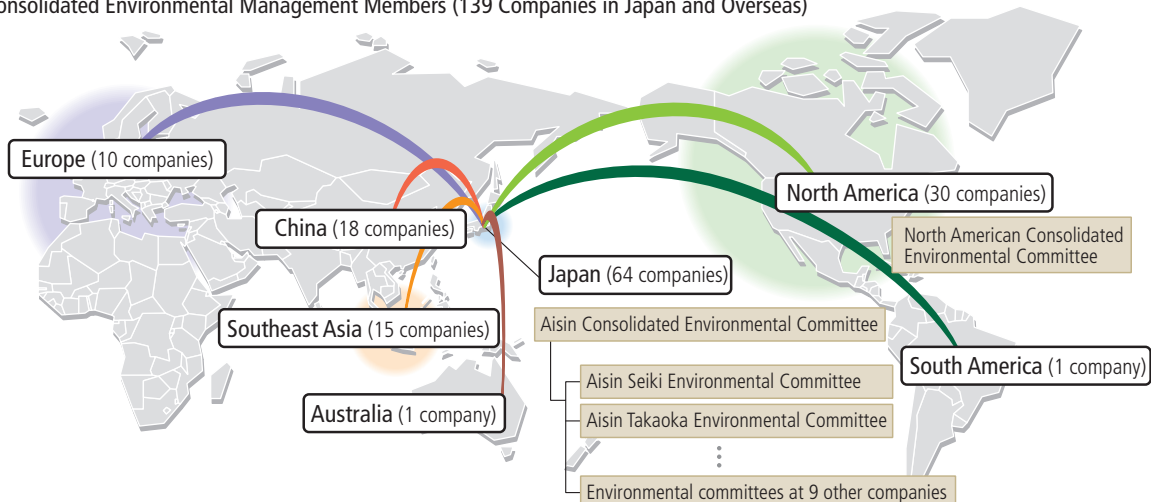 onsolidated Environmental Management Members (139 Companies in Japan and Overseas)
Europe (10 companies)
North America (30 companies)
China (18 companies)
North American Consolidated
Environmental Committee
Japan (64 companies)
Southeast Asia (15 companies)
Aisin Consolidated Environmental Committee
South America (1 company)
Aisin Seiki Environmental Committee
Australia (1 company)
Aisin Takaoka Environmental Committee
Environmental committees at 9 other companies